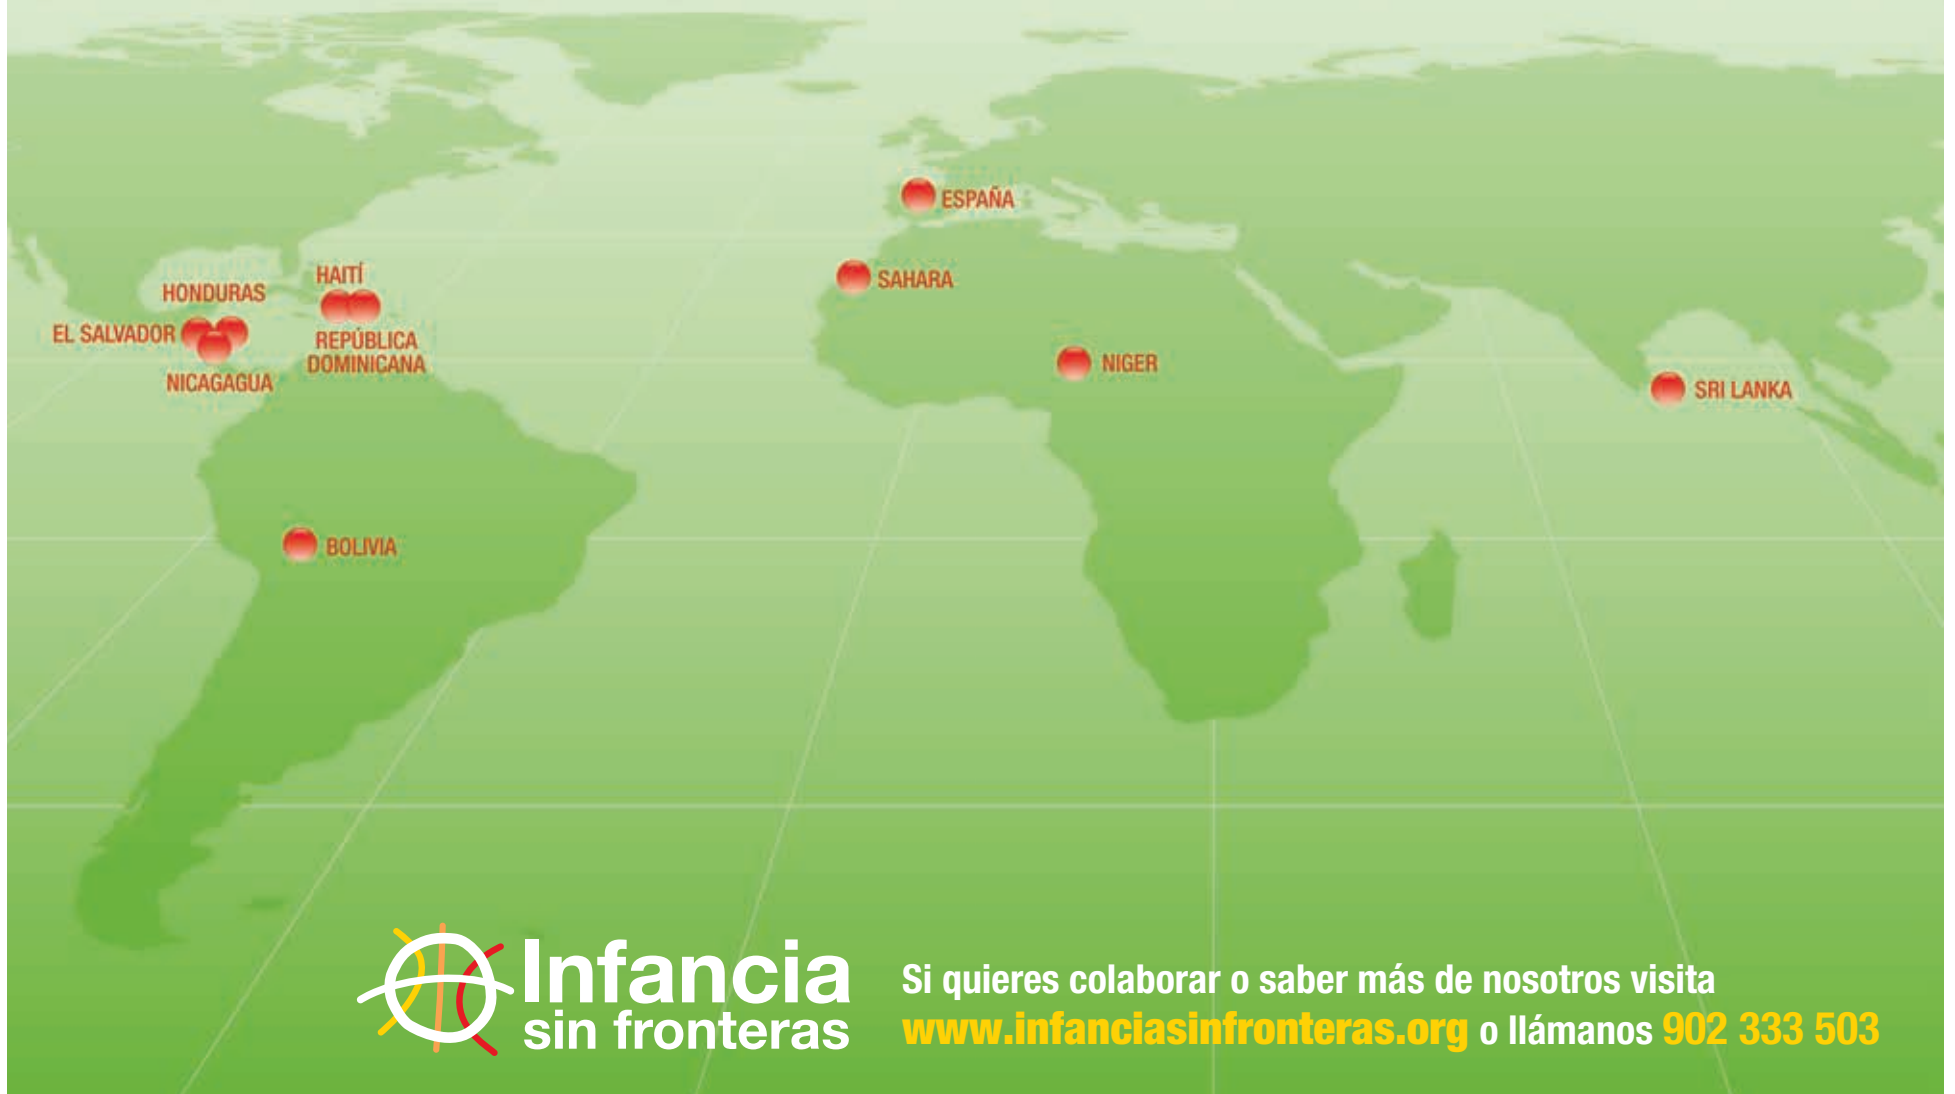 ESPAÑA
SAHARA
HAITÍ
HONDURAS
EL SALVADOR
REPÚBLICA
DOMINICANA
NICAGAGUA
NIGER
SRI LANKA
BOLIVIA
Infancia
sin fronteras
Si quieres colaborar o saber más de nosotros visita
www.infanciasinfronteras.org o llámanos 902 333 503